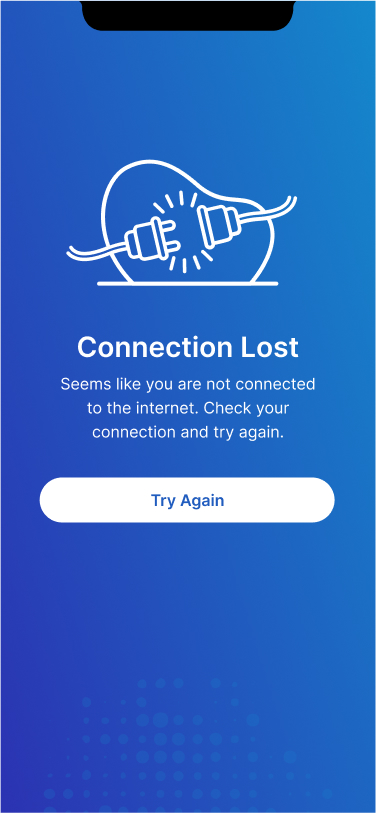 Connection Lost
Seems like you are not connected
to the internet. Check your
connection and try again.
Try Again